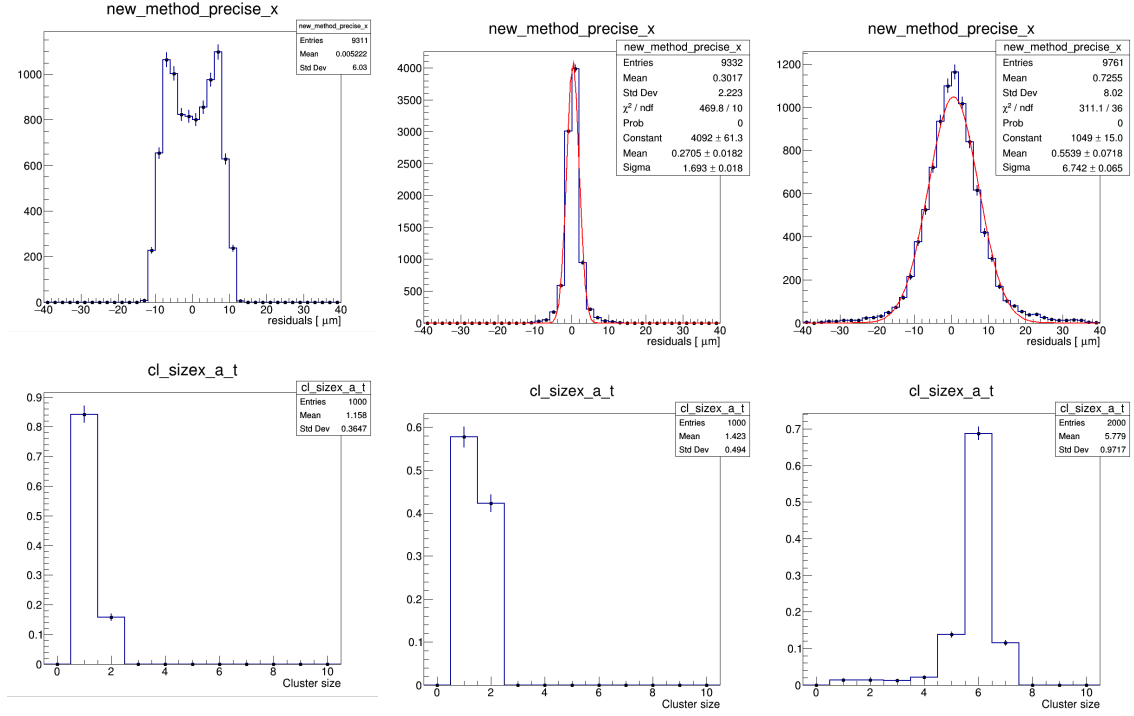 new_method_precise_x
new_method_precise_x
Entries 9311
Mean 0.005222
Std Dev 6.03
1000
800
600
400
200
0
−40 −30 −20 −10 0 10 20 30 40
residuals [ μm]
new_method_precise_x
new_method_precise_x
Entries 9332
Mean 0.3017
Std Dev 2.223
χ² / ndf 469.8 / 10
Prob 0
Constant 4092 ± 61.3
Mean 0.2705 ± 0.0182
Sigma 1.693 ± 0.018
4000
3500
3000
2500
2000
1500
1000
500
0
−40 −30 −20 −10 0 10 20 30 40
residuals [ μm]
new_method_precise_x
new_method_precise_x
Entries 9761
Mean 0.7255
Std Dev 8.02
χ² / ndf 311.1 / 36
Prob 0
Constant 1049 ± 15.0
Mean 0.5539 ± 0.0718
Sigma 6.742 ± 0.065
1200
1000
800
600
400
200
0
−40 −30 −20 −10 0 10 20 30 40
residuals [ μm]
cl_sizex_a_t
cl_sizex_a_t
Entries 1000
Mean 1.158
Std Dev 0.3647
0.9
0.8
0.7
0.6
0.5
0.4
0.3
0.2
0.1
0
0 2 4 6 8 10
Cluster size
cl_sizex_a_t
cl_sizex_a_t
Entries 1000
Mean 1.423
Std Dev 0.494
0.6
0.5
0.4
0.3
0.2
0.1
0
0 2 4 6 8 10
Cluster size
cl_sizex_a_t
cl_sizex_a_t
Entries 2000
Mean 5.779
Std Dev 0.9717
0.7
0.6
0.5
0.4
0.3
0.2
0.1
0
0 2 4 6 8 10
Cluster size